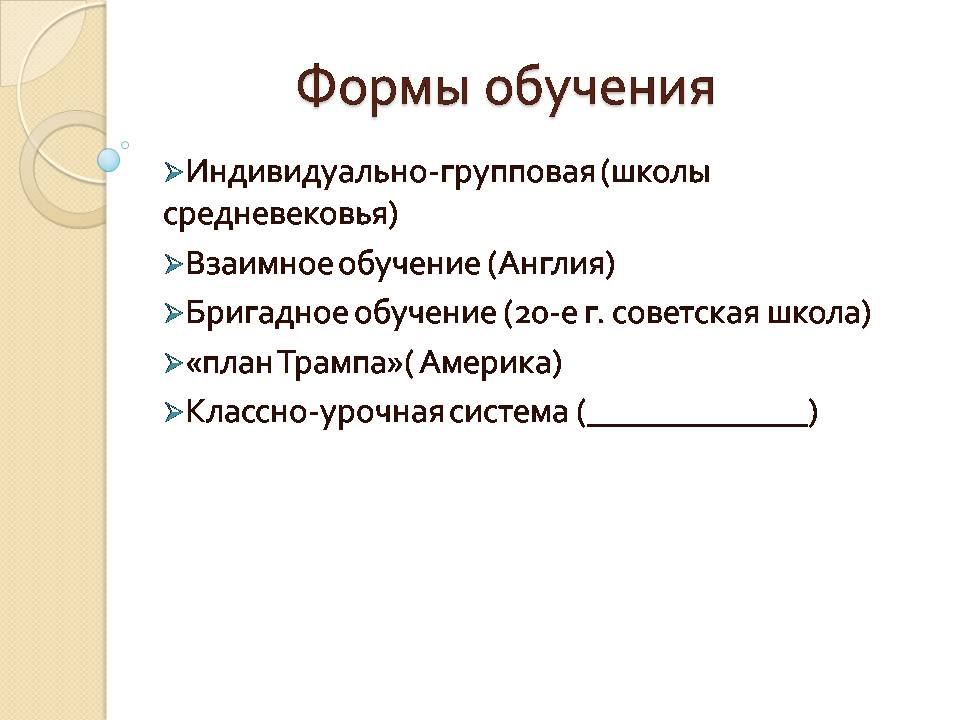 Формы обучения
Индивидуально-групповая (школы
средневековья)
Взаимное обучение (Англия)
Бригадное обучение (20-е г. советская школа)
«план Трампа»( Америка)
Классно-урочная система (_____________)